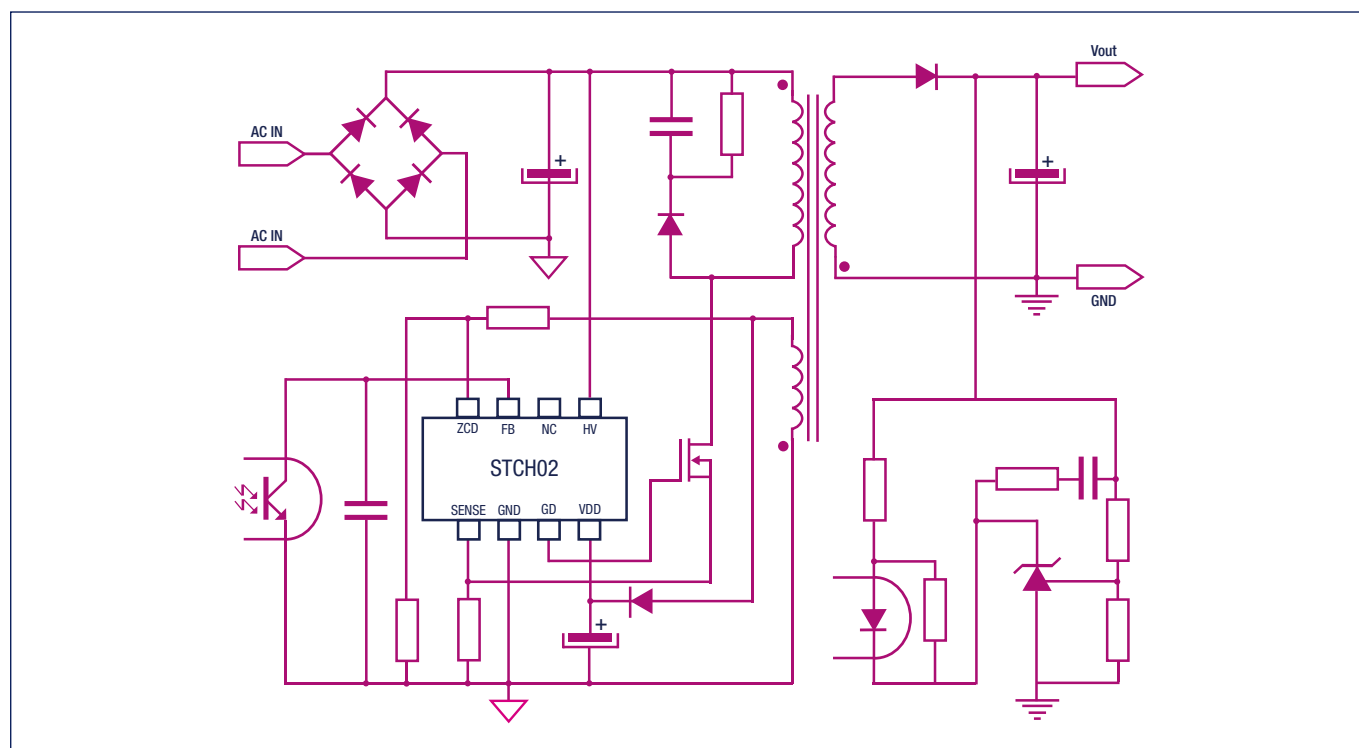 Vout
AC IN
+
+
AC IN
GND
ZCD FB NC HV
STCH02
SENSE GND GD VDD
+